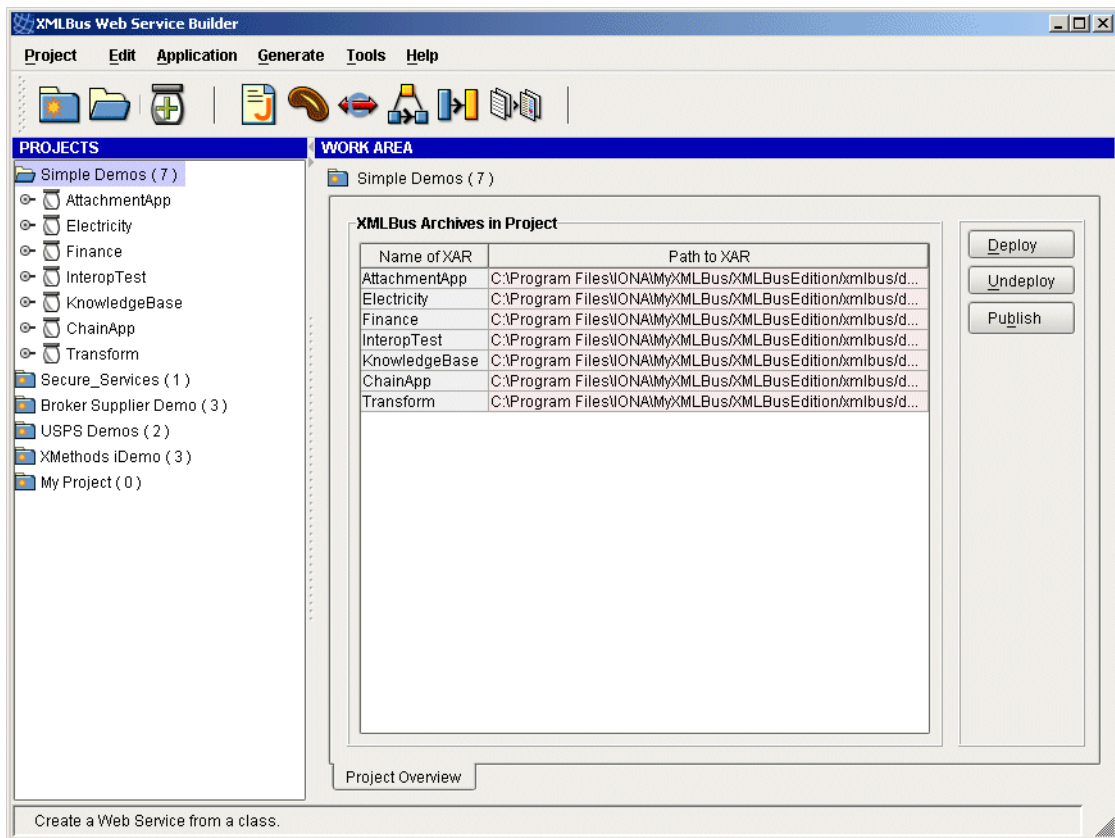 XMLBus Web Service Builder
Project Edit Application Generate Tools Help
PROJECTS
WORK AREA
Simple Demos ( 7 )
AttachmentApp
Electricity
Finance
InteropTest
KnowledgeBase
ChainApp
Transform
Secure_Services ( 1 )
Broker Supplier Demo ( 3 )
USPS Demos ( 2 )
XMethods iDemo ( 3 )
My Project ( 0 )
Simple Demos ( 7 )
XMLBus Archives in Project
Name of XAR Path to XAR
AttachmentApp C:\Program Files\IONA\MyXMLBus/XMLBusEdition/xmlbus/d...
Electricity C:\Program Files\IONA\MyXMLBus/XMLBusEdition/xmlbus/d...
Finance C:\Program Files\IONA\MyXMLBus/XMLBusEdition/xmlbus/d...
InteropTest C:\Program Files\IONA\MyXMLBus/XMLBusEdition/xmlbus/d...
KnowledgeBase C:\Program Files\IONA\MyXMLBus/XMLBusEdition/xmlbus/d...
ChainApp C:\Program Files\IONA\MyXMLBus/XMLBusEdition/xmlbus/d...
Transform C:\Program Files\IONA\MyXMLBus/XMLBusEdition/xmlbus/d...
Deploy
Undeploy
Publish
Project Overview
Create a Web Service from a class.